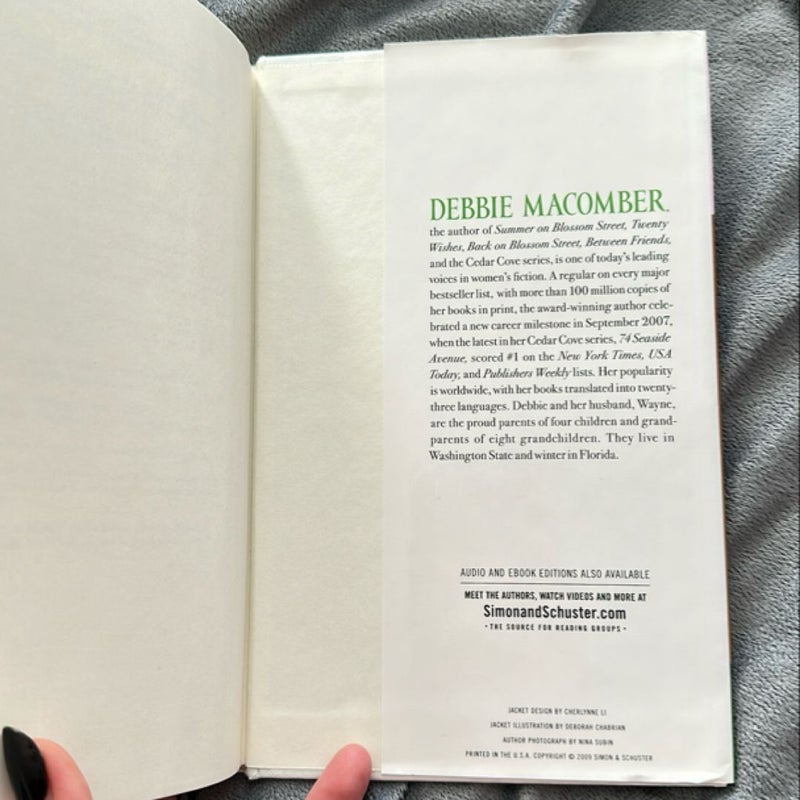 DEBBIE MACOMBER,
the author of Summer on Blossom Street, Twenty
Wishes, Back on Blossom Street, Between Friends,
and the Cedar Cove series, is one of today's leading
voices in women's fiction. A regular on every major
bestseller list, with more than 100 million copies of
her books in print, the award-winning author cele-
brated a new career milestone in September 2007,
when the latest in her Cedar Cove series, 74 Seaside
Avenue, scored #1 on the New York Times, USA
Today, and Publishers Weekly lists. Her popularity
is worldwide, with her books translated into twenty-
three languages. Debbie and her husband, Wayne,
are the proud parents of four children and grand-
parents of eight grandchildren. They live in
Washington State and winter in Florida.
AUDIO AND EBOOK EDITIONS ALSO AVAILABLE
MEET THE AUTHORS, WATCH VIDEOS AND MORE AT
SimonandSchuster.com
• THE SOURCE FOR READING GROUPS •
JACKET DESIGN BY CHERLYNNE LI
JACKET ILLUSTRATION BY DEBORAH CHABRIAN
AUTHOR PHOTOGRAPH BY NINA SUBIN
PRINTED IN THE U.S.A. COPYRIGHT © 2009 SIMON & SCHUSTER